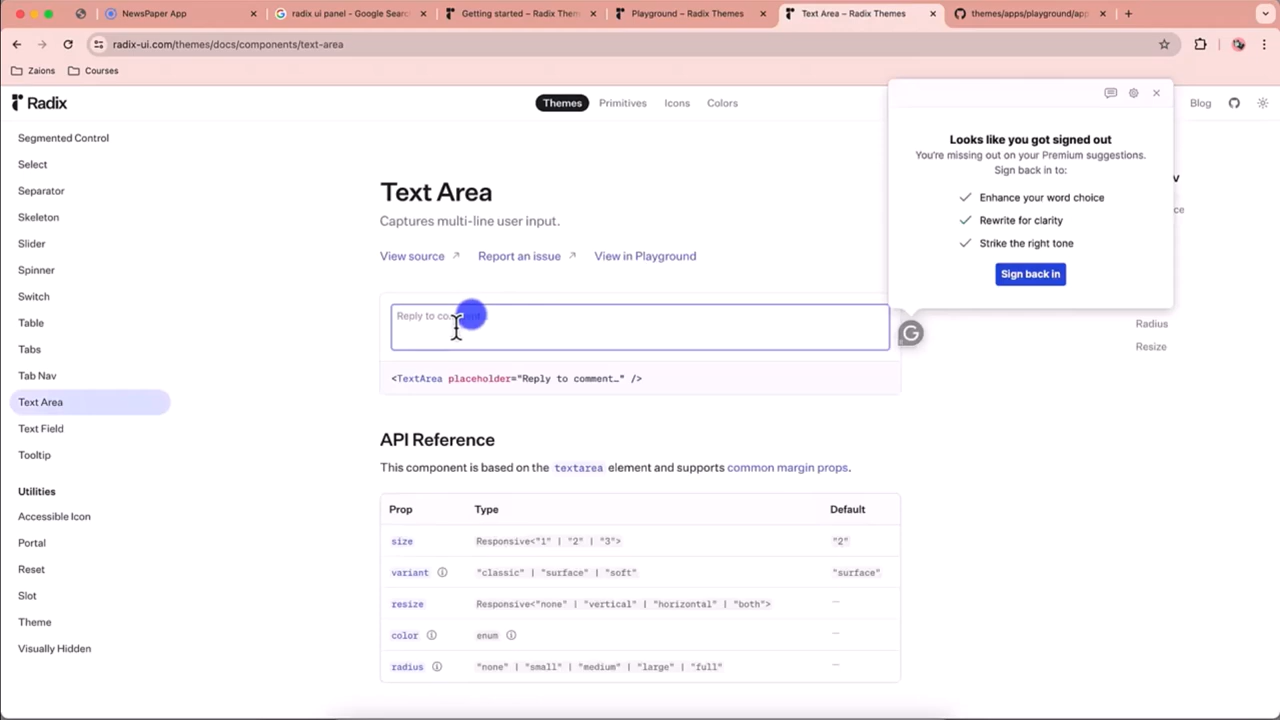 NewsPaper App
radix ui panel – Google Searc
Getting started – Radix Them
Playground – Radix Themes
Text Area – Radix Themes
themes/apps/playground/app
radix-ui.com/themes/docs/components/text-area
Zaions
Courses
Radix
Themes
Primitives
Icons
Colors
Blog
Segmented Control
Select
Separator
Skeleton
Slider
Spinner
Switch
Table
Tabs
Tab Nav
Text Area
Text Field
Tooltip
Utilities
Accessible Icon
Portal
Reset
Slot
Theme
Visually Hidden
Text Area
Captures multi-line user input.
View source
Report an issue
View in Playground
Reply to
<TextArea placeholder="Reply to comment…" />
API Reference
This component is based on the textarea element and supports common margin props.
Prop Type Default
size Responsive<"1" | "2" | "3"> "2"
variant "classic" | "surface" | "soft" "surface"
resize Responsive<"none" | "vertical" | "horizontal" | "both"> —
color enum —
radius "none" | "small" | "medium" | "large" | "full" —
Looks like you got signed out
You're missing out on your Premium suggestions.
Sign back in to:
Enhance your word choice
Rewrite for clarity
Strike the right tone
Sign back in
G
Radius
Resize